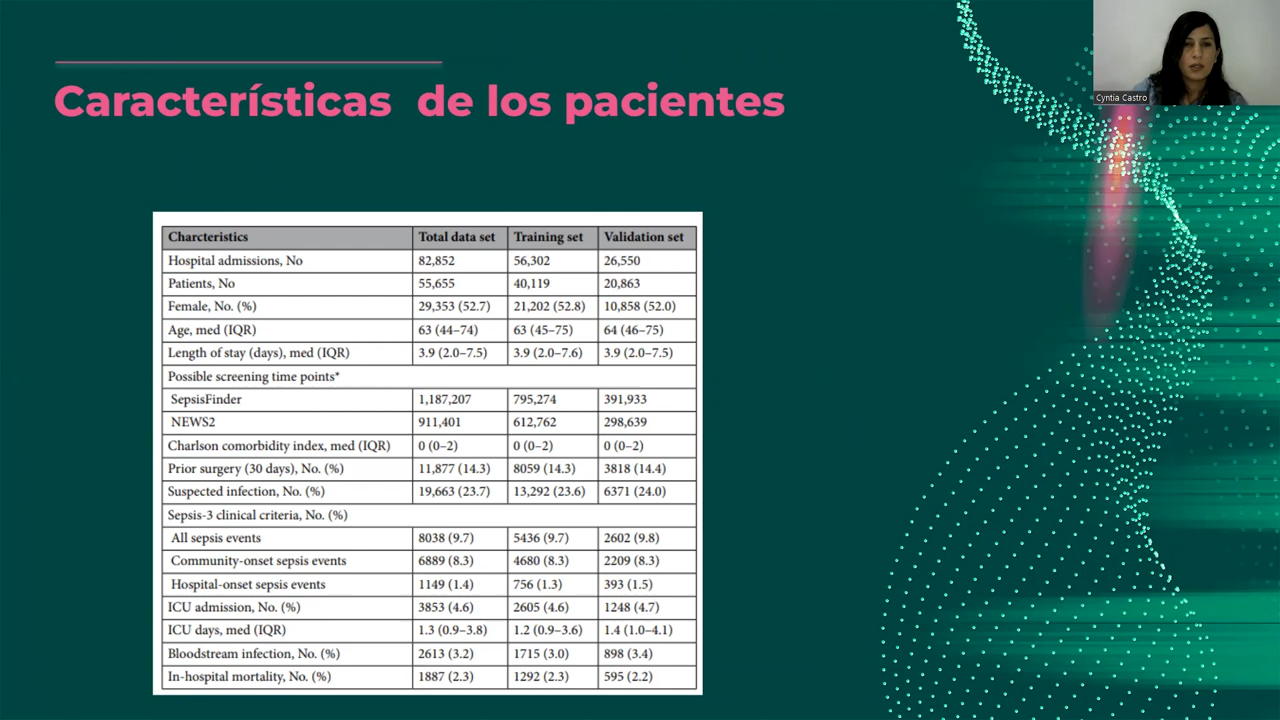 Características de los pacientes
Cyntia Castro
Charcteristics Total data set Training set Validation set
Hospital admissions, No 82,852 56,302 26,550
Patients, No 55,655 40,119 20,863
Female, No. (%) 29,353 (52.7) 21,202 (52.8) 10,858 (52.0)
Age, med (IQR) 63 (44–74) 63 (45–75) 64 (46–75)
Length of stay (days), med (IQR) 3.9 (2.0–7.5) 3.9 (2.0–7.6) 3.9 (2.0–7.5)
Possible screening time points*
SepsisFinder 1,187,207 795,274 391,933
NEWS2 911,401 612,762 298,639
Charlson comorbidity index, med (IQR) 0 (0–2) 0 (0–2) 0 (0–2)
Prior surgery (30 days), No. (%) 11,877 (14.3) 8059 (14.3) 3818 (14.4)
Suspected infection, No. (%) 19,663 (23.7) 13,292 (23.6) 6371 (24.0)
Sepsis-3 clinical criteria, No. (%)
All sepsis events 8038 (9.7) 5436 (9.7) 2602 (9.8)
Community-onset sepsis events 6889 (8.3) 4680 (8.3) 2209 (8.3)
Hospital-onset sepsis events 1149 (1.4) 756 (1.3) 393 (1.5)
ICU admission, No. (%) 3853 (4.6) 2605 (4.6) 1248 (4.7)
ICU days, med (IQR) 1.3 (0.9–3.8) 1.2 (0.9–3.6) 1.4 (1.0–4.1)
Bloodstream infection, No. (%) 2613 (3.2) 1715 (3.0) 898 (3.4)
In-hospital mortality, No. (%) 1887 (2.3) 1292 (2.3) 595 (2.2)